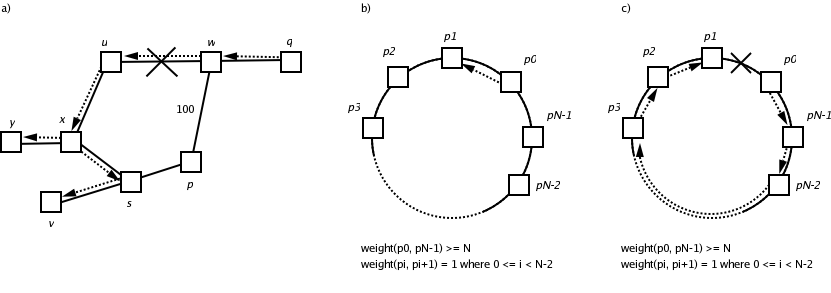 a)
b)
c)
u
w
q
y
x
100
s
p
v
p1
p2
p0
p3
pN-1
pN-2
weight(p0, pN-1) >= N
weight(pi, pi+1) = 1 where 0 <= i < N-2
p1
p2
p0
p3
pN-1
pN-2
weight(p0, pN-1) >= N
weight(pi, pi+1) = 1 where 0 <= i < N-2